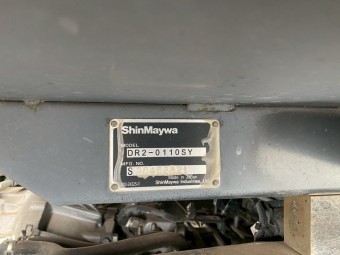 ShinMaywa
MODEL
DR2-0110SY
MFG. NO.
Made in Japan
ShinMaywa Industries, Ltd.